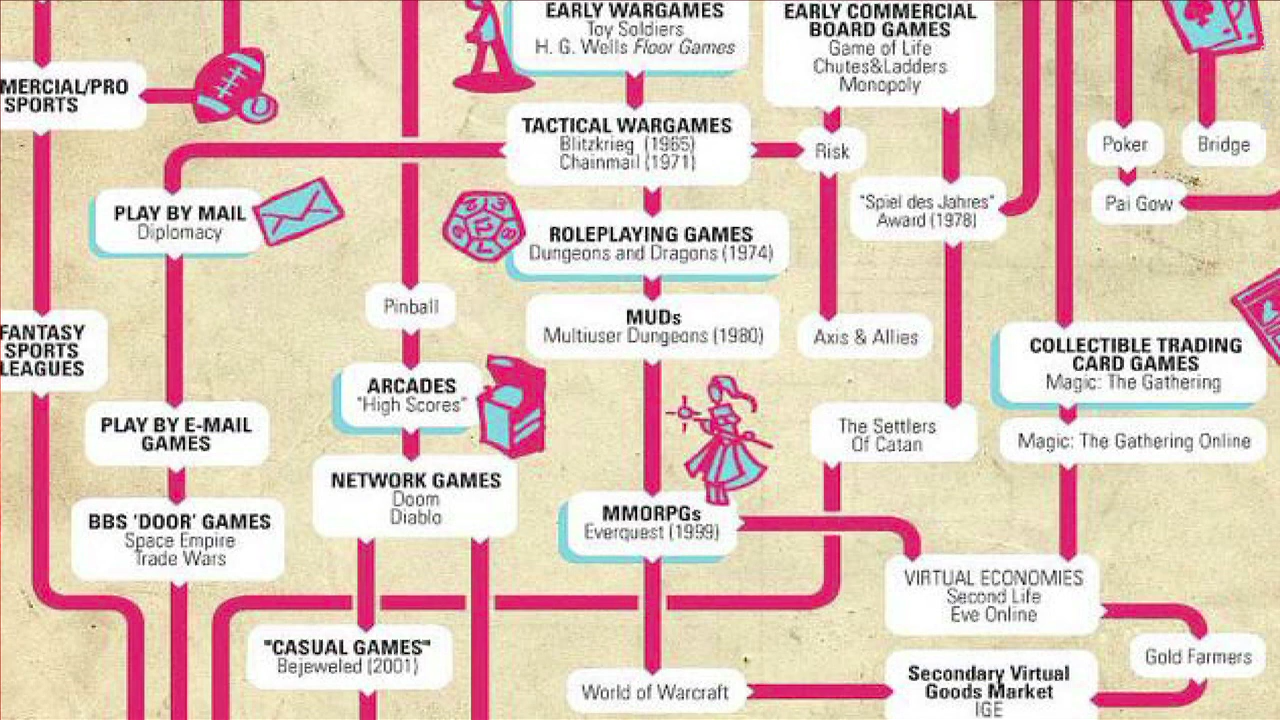 EARLY WARGAMES
Toy Soldiers
H. G. Wells Floor Games
EARLY COMMERCIAL
BOARD GAMES
Game of Life
Chutes&Ladders
Monopoly
MERCIAL/PRO
SPORTS
TACTICAL WARGAMES
Blitzkrieg (1965)
Chainmail (1971)
Risk
Poker
Bridge
PLAY BY MAIL
Diplomacy
"Spiel des Jahres"
Award (1978)
Pai Gow
ROLEPLAYING GAMES
Dungeons and Dragons (1974)
Pinball
MUDs
Multiuser Dungeons (1980)
Axis & Allies
FANTASY
SPORTS
LEAGUES
COLLECTIBLE TRADING
CARD GAMES
Magic: The Gathering
ARCADES
"High Scores"
PLAY BY E-MAIL
GAMES
The Settlers
Of Catan
Magic: The Gathering Online
NETWORK GAMES
Doom
Diablo
BBS 'DOOR' GAMES
Space Empire
Trade Wars
MMORPGs
Everquest (1999)
VIRTUAL ECONOMIES
Second Life
Eve Online
"CASUAL GAMES"
Bejeweled (2001)
Gold Farmers
World of Warcraft
Secondary Virtual
Goods Market
IGE